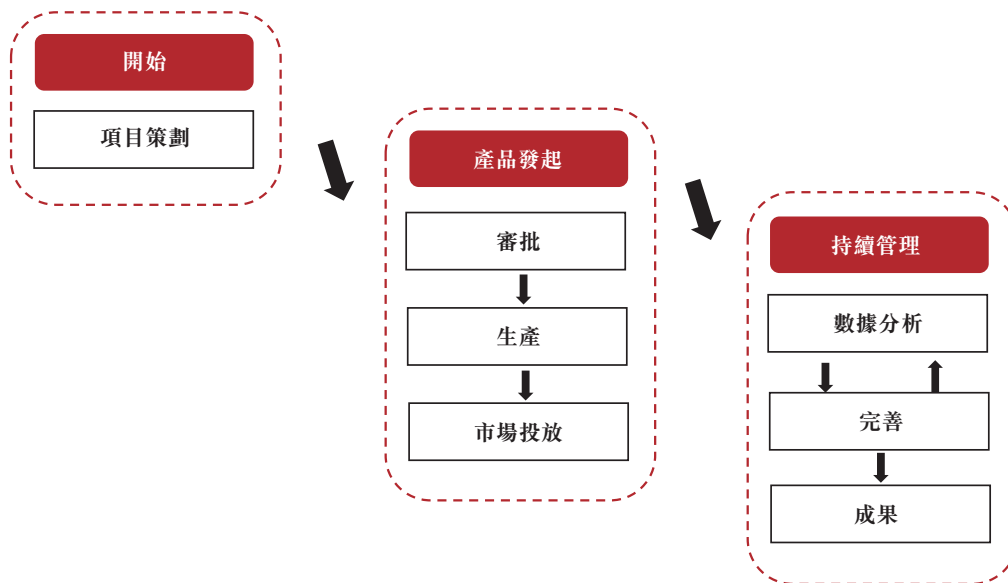 開始
項目策劃
產品發起
審批
生產
市場投放
持續管理
數據分析
完善
成果